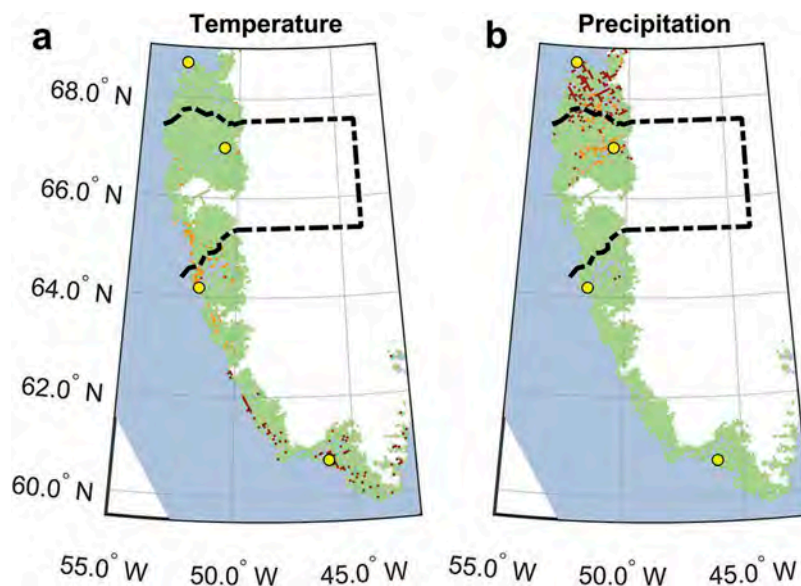 a Temperature
b Precipitation
68.0° N
66.0° N
64.0° N
62.0° N
60.0° N
55.0° W 50.0° W 45.0° W
55.0° W 50.0° W 45.0° W